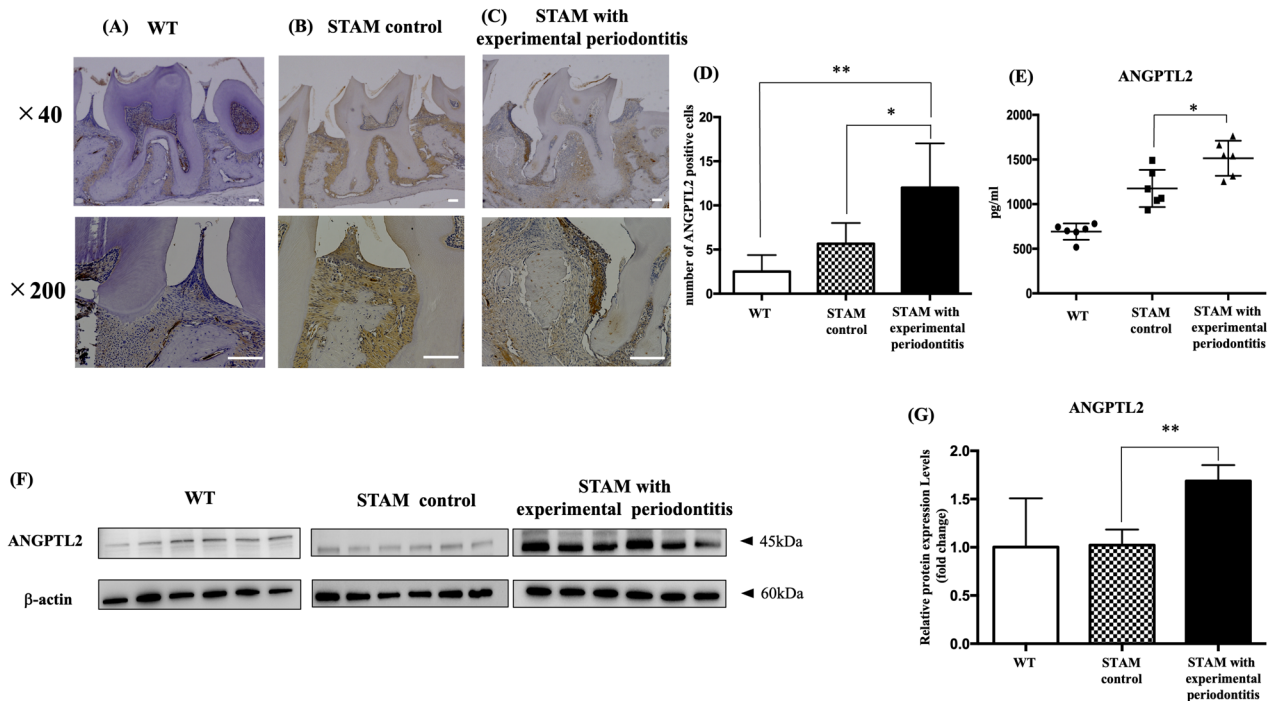 (A) WT
(B) STAM control
(C) STAM with
experimental periodontitis
×40
×200
(D)
number of ANGPTL2 positive cells
20
15
10
5
0
**
*
WT
STAM
control
STAM with
experimental
periodontitis
(E)
ANGPTL2
pg/ml
2000
1500
1000
500
0
*
WT
STAM
control
STAM with
experimental
periodontitis
(F)
WT
STAM control
STAM with
experimental periodontitis
ANGPTL2
45kDa
β-actin
60kDa
(G)
ANGPTL2
Relative protein expression Levels
(fold change)
2.0
1.5
1.0
0.5
0.0
**
WT
STAM
control
STAM with
experimental
periodontitis